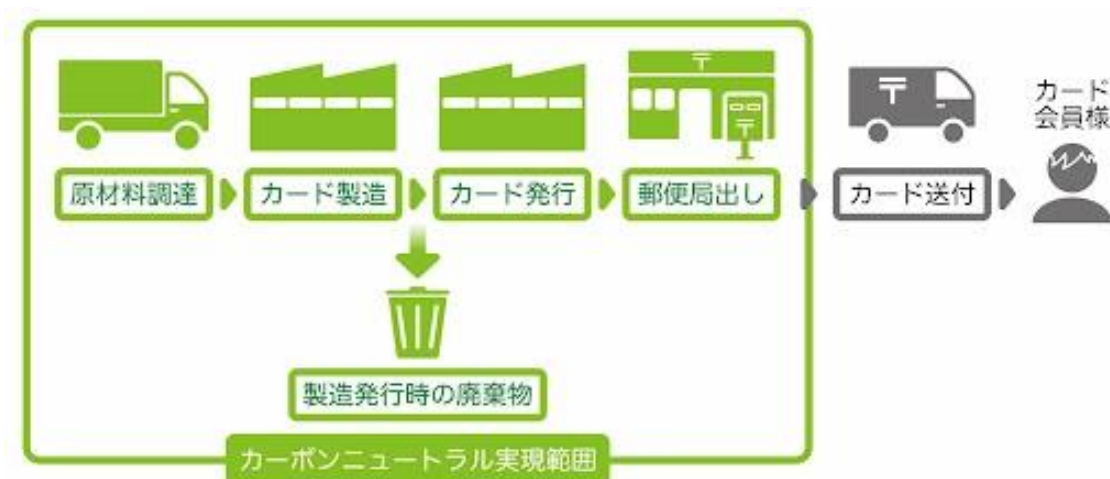 カード
会員様
原材料調達
カード製造
カード発行
郵便局出し
カード送付
製造発行時の廃棄物
カーボンニュートラル実現範囲